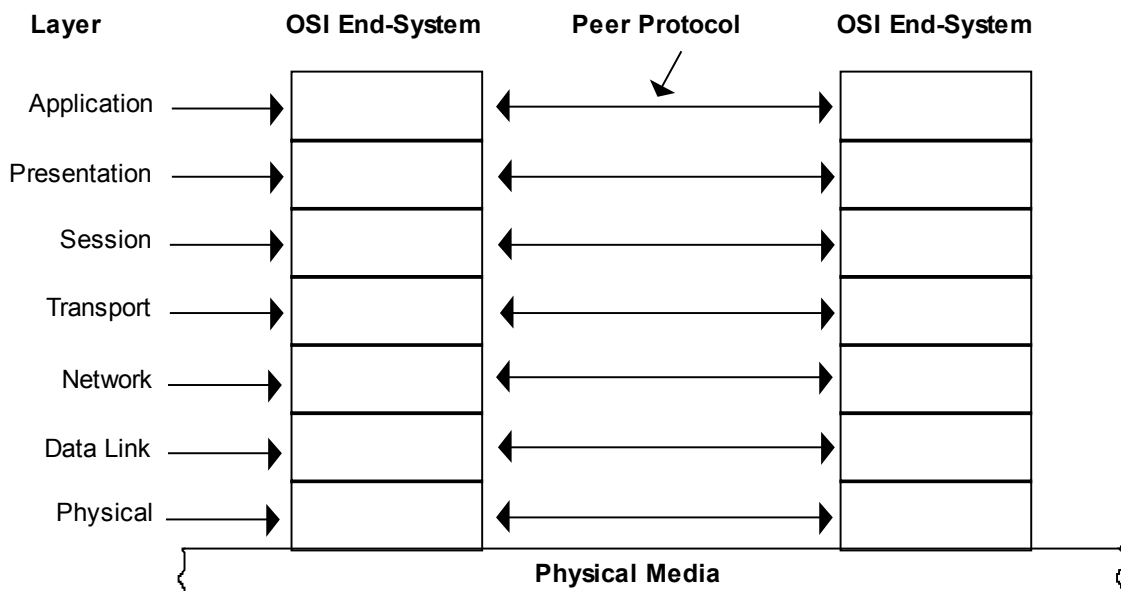 Layer OSI End-System Peer Protocol OSI End-System
Application
Presentation
Session
Transport
Network
Data Link
Physical
Physical Media